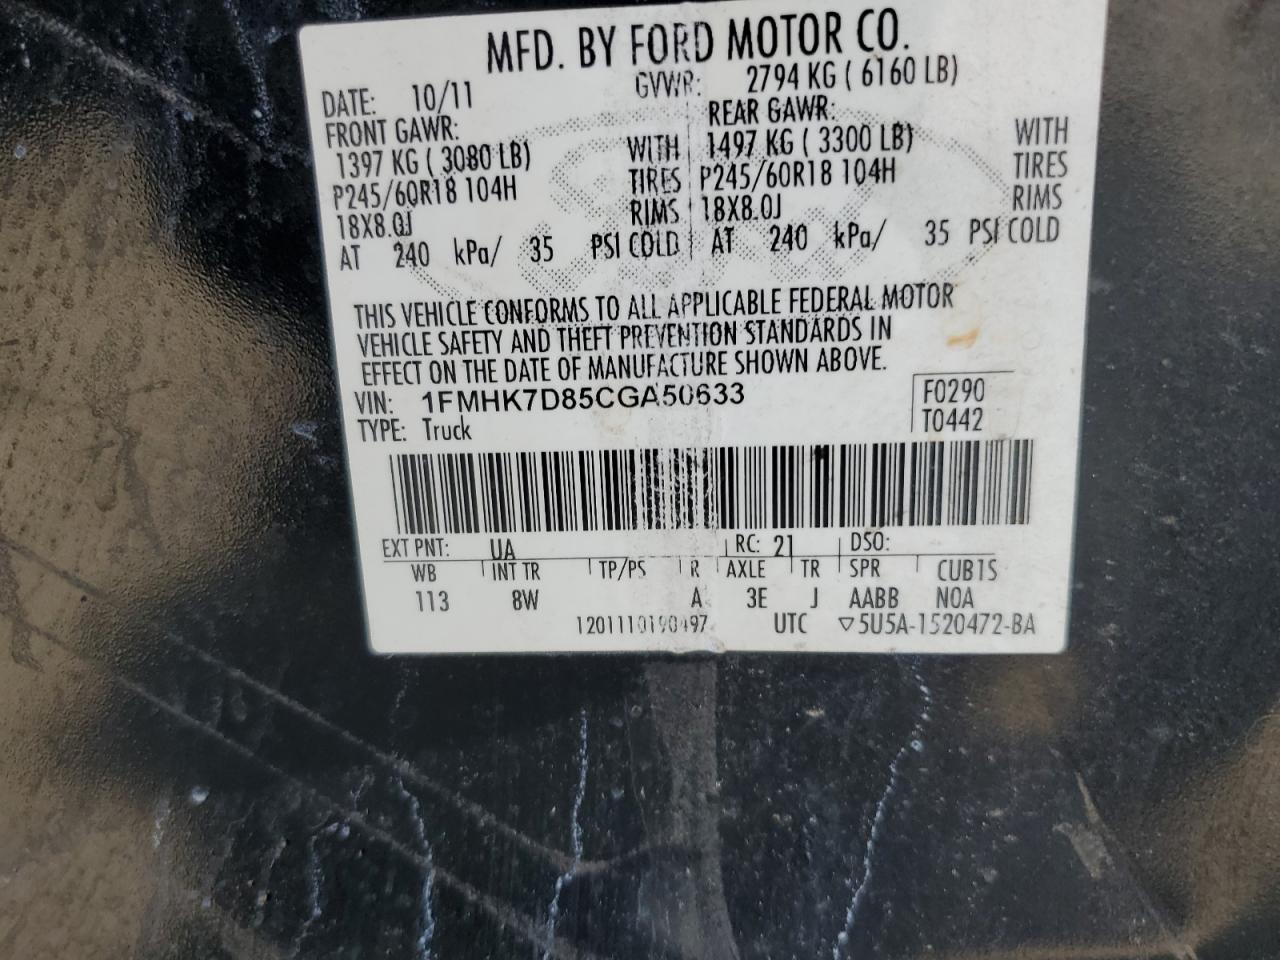 MFD. BY FORD MOTOR CO.
DATE: 10/11 GVWR: 2794 KG ( 6160 LB)
FRONT GAWR: REAR GAWR:
1397 KG ( 3080 LB) WITH 1497 KG ( 3300 LB) WITH
P245/60R18 104H TIRES P245/60R18 104H TIRES
18X8.0J RIMS 18X8.0J RIMS
AT 240 kPa/ 35 PSI COLD AT 240 kPa/ 35 PSI COLD
THIS VEHICLE CONFORMS TO ALL APPLICABLE FEDERAL MOTOR
VEHICLE SAFETY AND THEFT PREVENTION STANDARDS IN
EFFECT ON THE DATE OF MANUFACTURE SHOWN ABOVE.
VIN: 1FMHK7D85CGA50633 F0290
TYPE: Truck T0442
EXT PNT: UA RC: 21 DSO:
WB INT TR TP/PS R AXLE TR SPR CUB1S
113 8W A 3E J AABB NOA
1201110190497 UTC ▽5U5A-1520472-BA